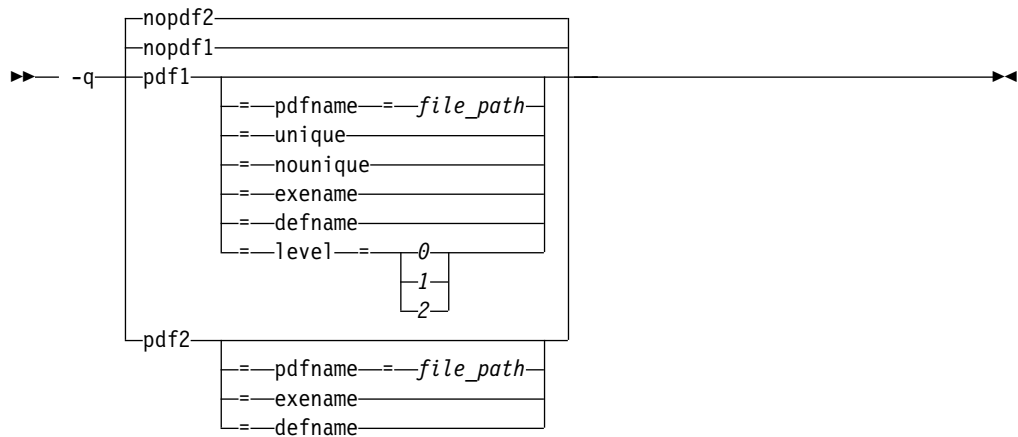 nopdf2
nopdf1
-q pdf1
= pdfname = file_path
= unique
= nounique
= exename
= defname
= level = 0
1
2
pdf2
= pdfname = file_path
= exename
= defname